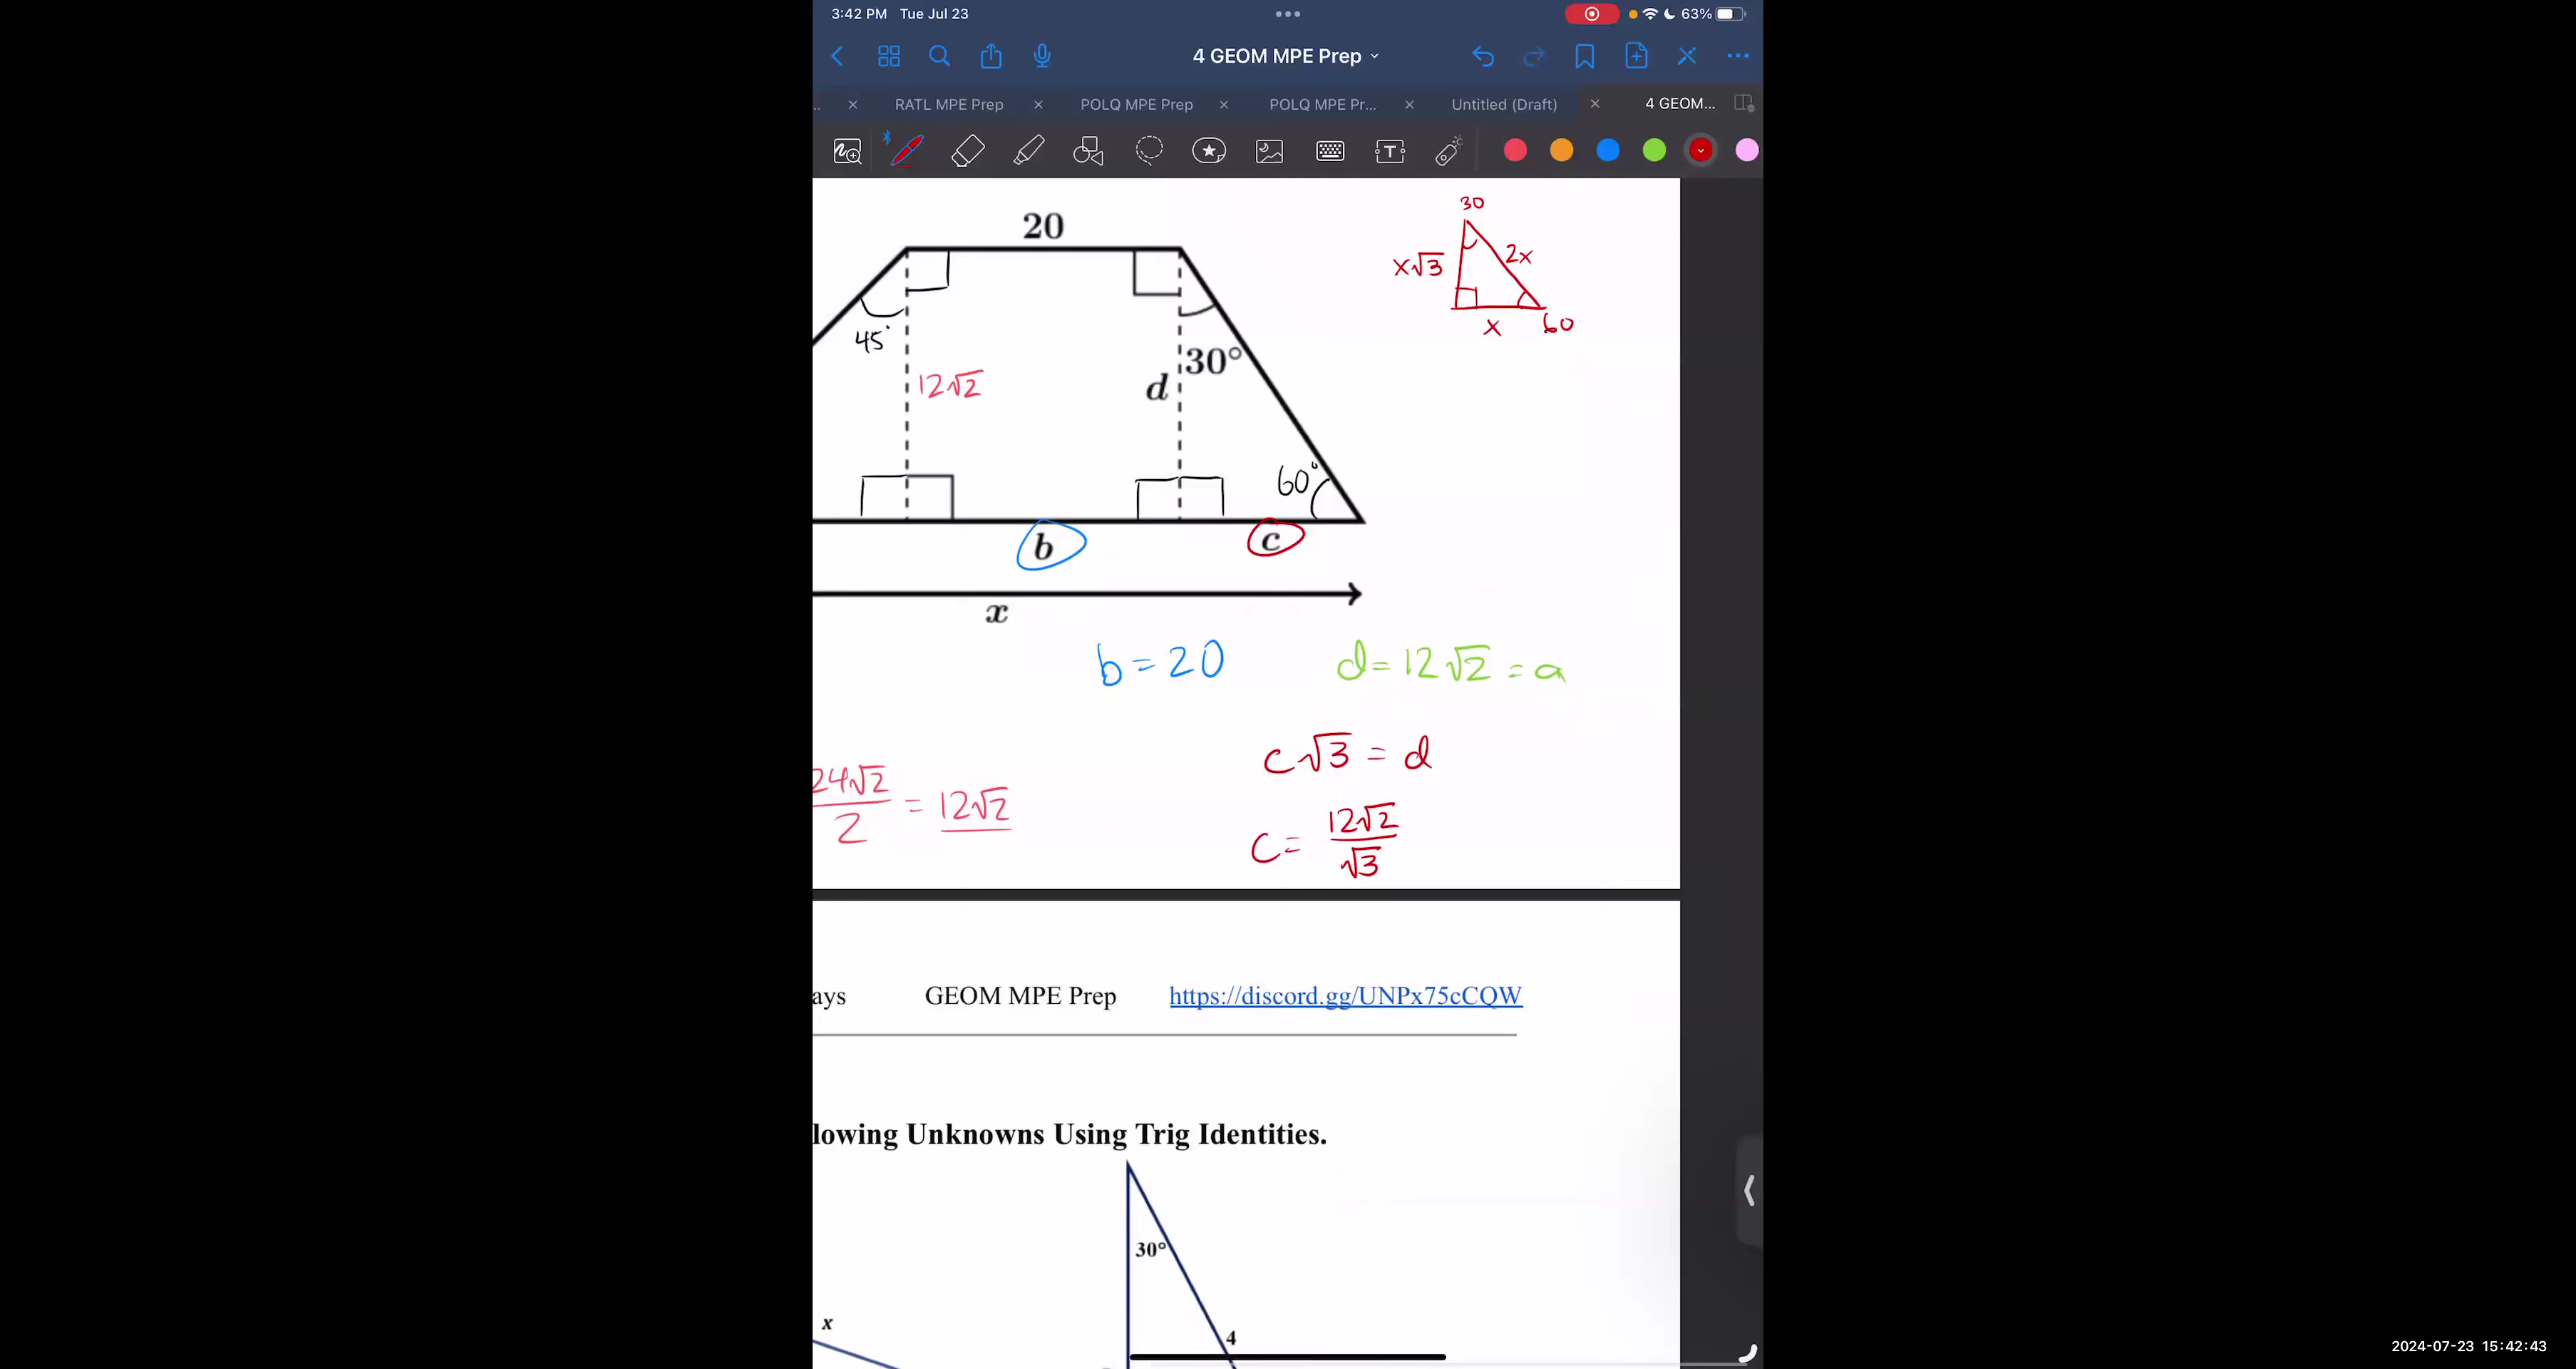 3:42 PM Tue Jul 23
63%
4 GEOM MPE Prep
.. RATL MPE Prep POLQ MPE Prep POLQ MPE Pr... Untitled (Draft) 4 GEOM...
T
20
30
x√3
2x
x
60
45°
12√2
d
30°
60°
b
c
x
b = 20
d = 12√2 = a
c√3 = d
24√2/2 = 12√2
c = 12√2/√3
ays GEOM MPE Prep https://discord.gg/UNPx75cCQW
lowing Unknowns Using Trig Identities.
30°
x
4
2024-07-23 15:42:43